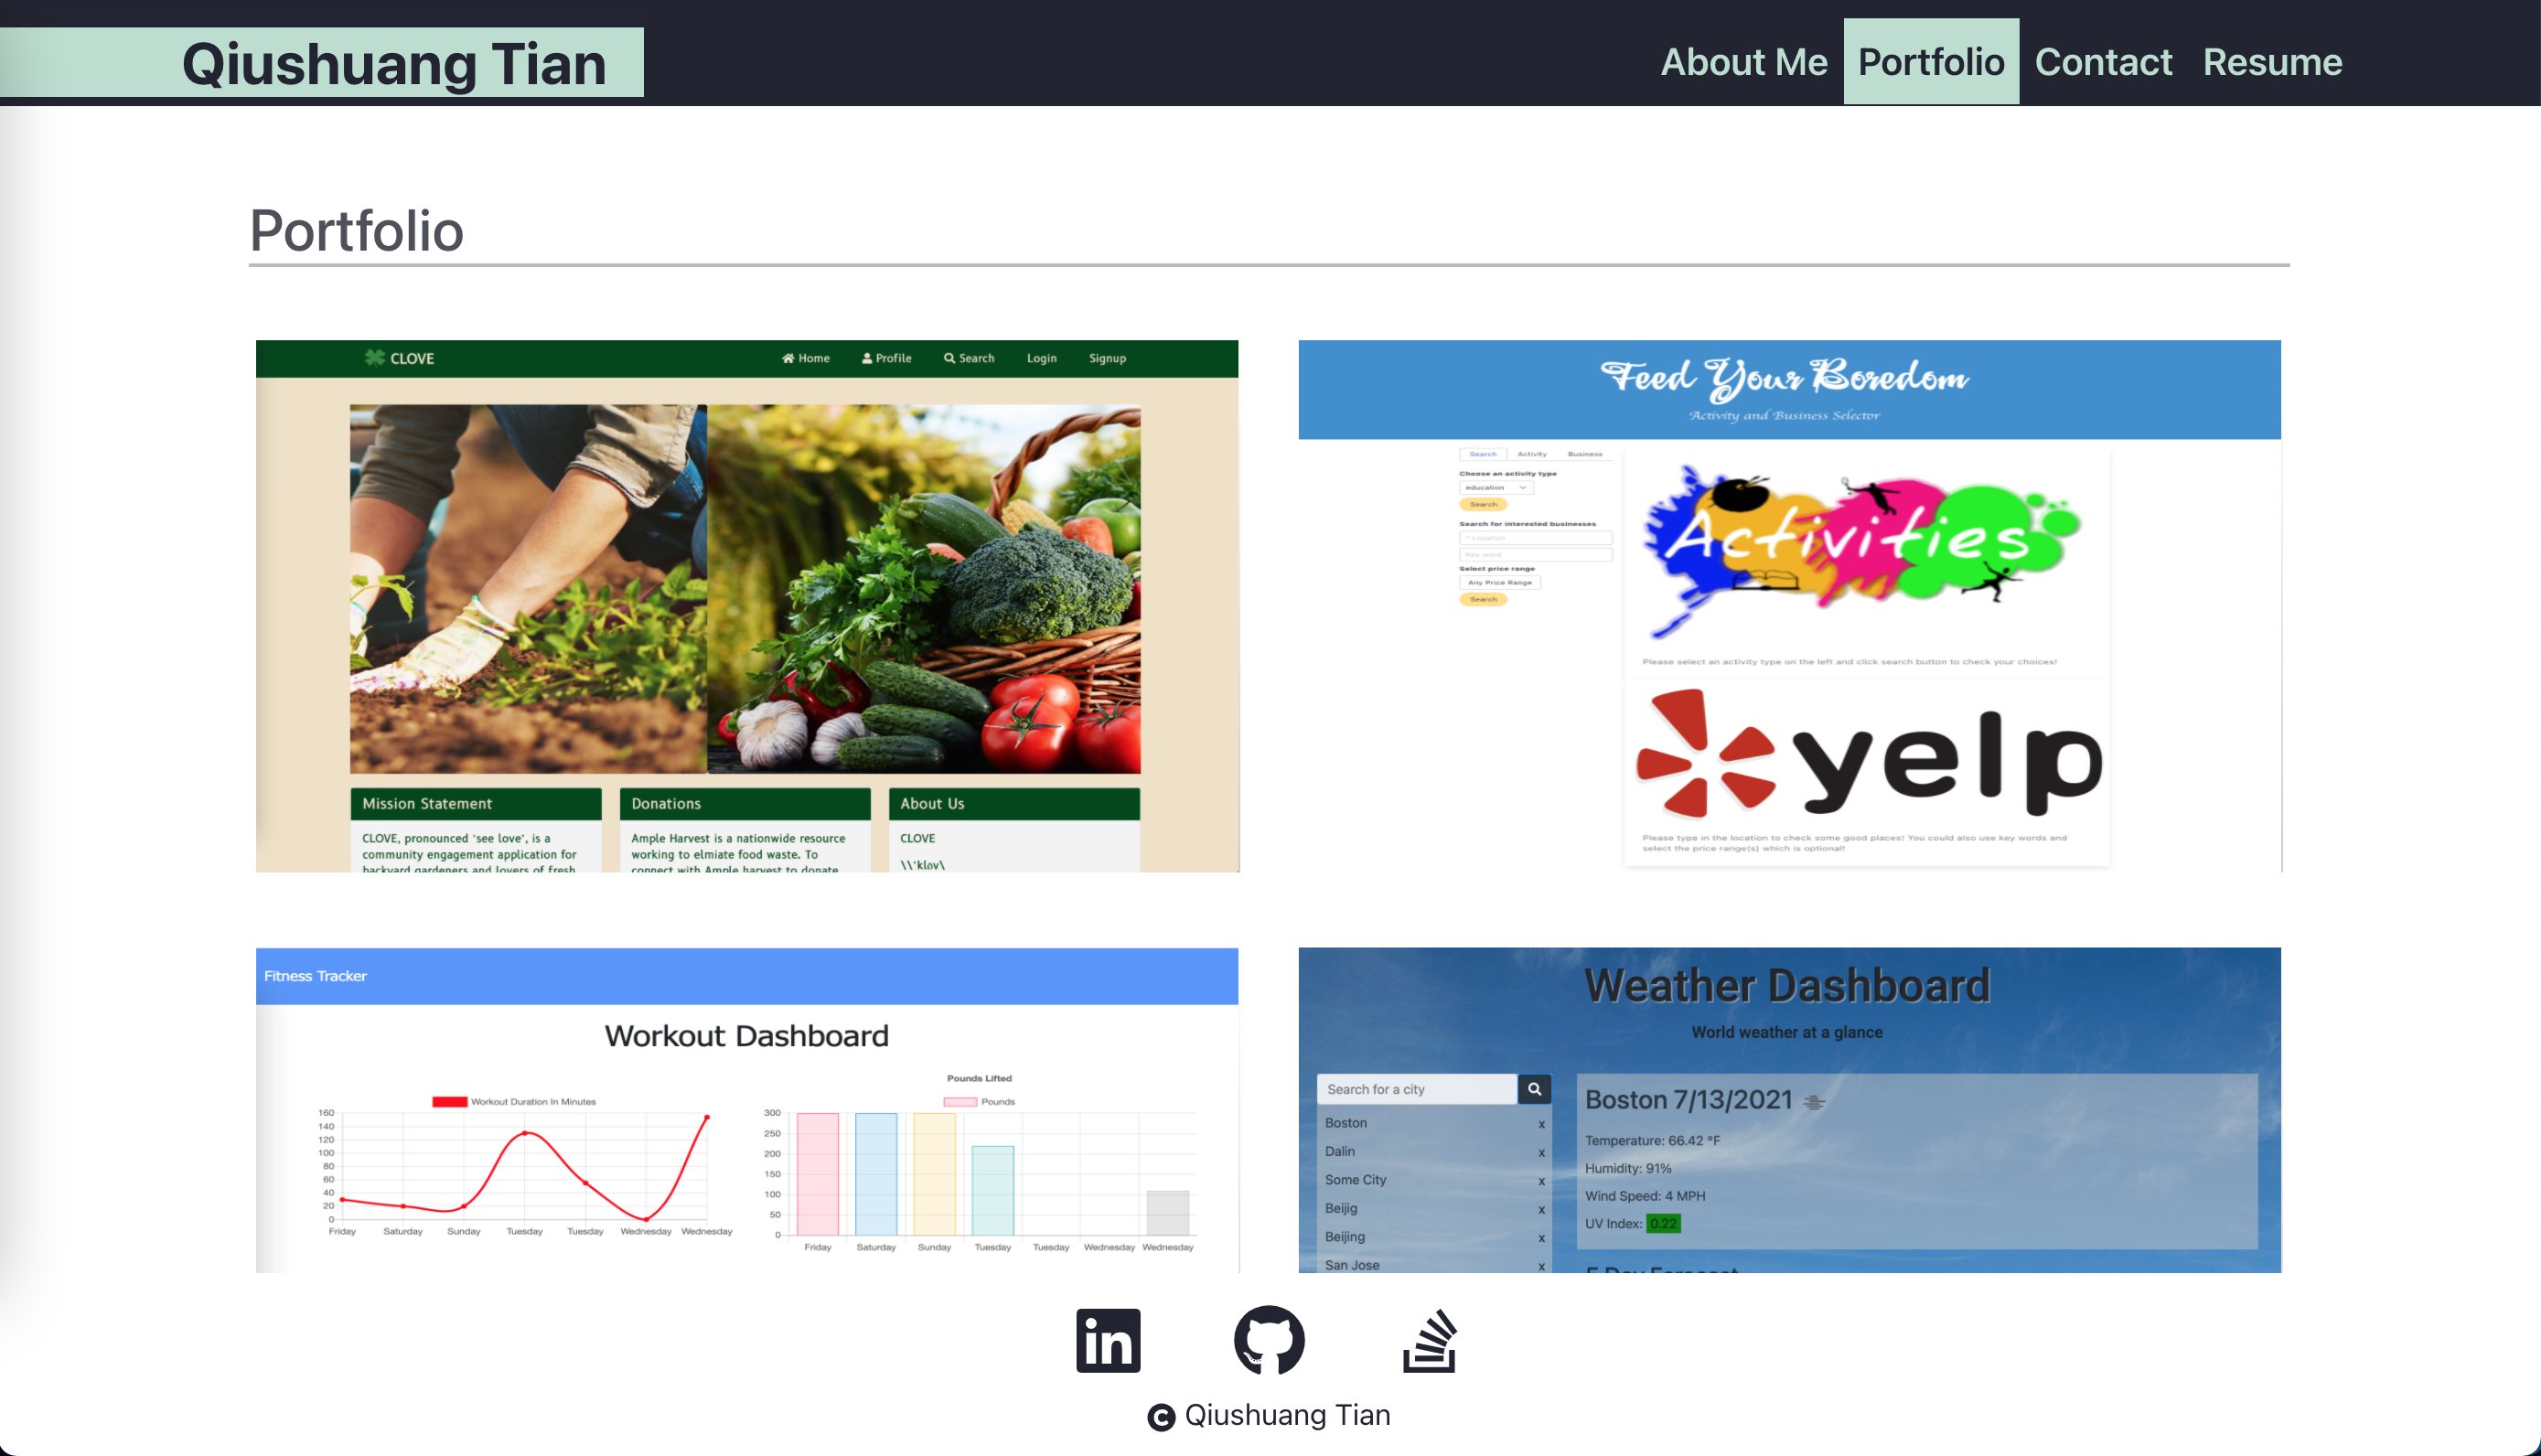 Qiushuang Tian
About Me Portfolio Contact Resume
Portfolio
CLOVE Home Profile Search Login Signup
Mission Statement
CLOVE, pronounced 'see love', is a
community engagement application for
backyard gardeners and lovers of fresh
Donations
Ample Harvest is a nationwide resource
working to elmiate food waste. To
connect with Ample harvest to donate
About Us
CLOVE
\\'klov\
Feed Your Boredom
Activity and Business Selector
Search Activity Business
Choose an activity type
education
Search
Search for interested businesses
* Location
Key word
Select price range
Any Price Range
Search
Activities
Please select an activity type on the left and click search button to check your choices!
yelp
Please type in the location to check some good places! You could also use key words and
select the price range(s) which is optional!
Fitness Tracker
Workout Dashboard
Workout Duration In Minutes
160
140
120
100
80
60
40
20
0
Friday Saturday Sunday Tuesday Tuesday Wednesday Wednesday
Pounds Lifted
Pounds
300
250
200
150
100
50
0
Friday Saturday Sunday Tuesday Tuesday Wednesday Wednesday
Weather Dashboard
World weather at a glance
Search for a city
Boston x
Dalin x
Some City x
Beijig x
Beijing x
San Jose x
Boston 7/13/2021
Temperature: 66.42 °F
Humidity: 91%
Wind Speed: 4 MPH
UV Index: 0.22
5 Day Forecast
in
© Qiushuang Tian